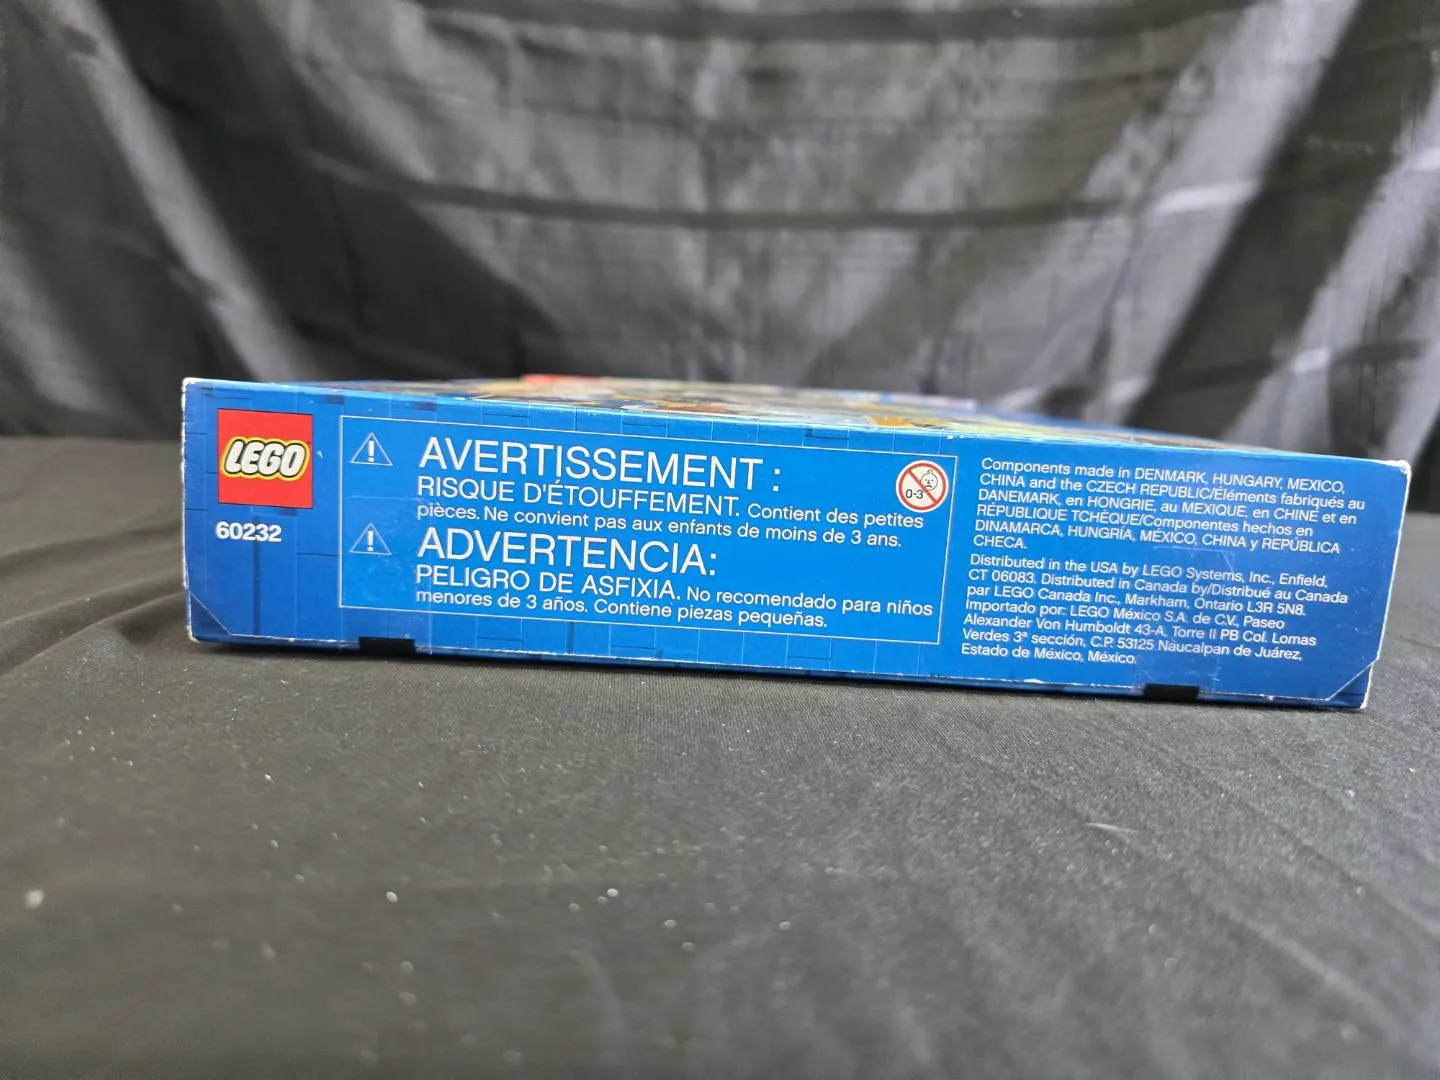 LEGO
60232
AVERTISSEMENT :
RISQUE D'ÉTOUFFEMENT. Contient des petites
pièces. Ne convient pas aux enfants de moins de 3 ans.
ADVERTENCIA:
PELIGRO DE ASFIXIA. No recomendado para niños
menores de 3 años. Contiene piezas pequeñas.
0-3
Components made in DENMARK, HUNGARY, MEXICO,
CHINA and the CZECH REPUBLIC/Éléments fabriqués au
DANEMARK, en HONGRIE, au MEXIQUE, en CHINE et en
RÉPUBLIQUE TCHÈQUE/Componentes hechos en
DINAMARCA, HUNGRÍA, MÉXICO, CHINA y REPÚBLICA
CHECA.
Distributed in the USA by LEGO Systems, Inc., Enfield,
CT 06083. Distributed in Canada by/Distribué au Canada
par LEGO Canada Inc., Markham, Ontario L3R 5N8.
Importado por: LEGO México S.A. de C.V., Paseo
Alexander Von Humboldt 43-A, Torre II PB Col. Lomas
Verdes 3ª sección, C.P. 53125 Naucalpan de Juárez,
Estado de México, México.